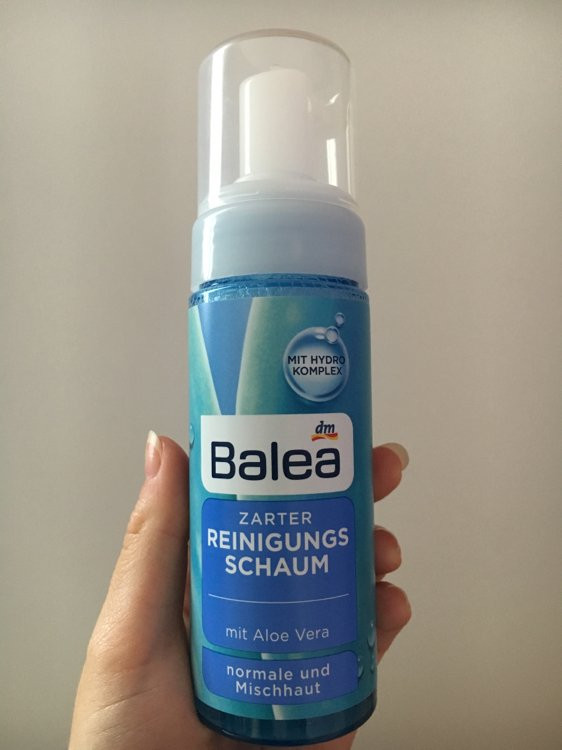 MIT HYDRO
KOMPLEX
dm
Balea
ZARTER
REINIGUNGS
SCHAUM
mit Aloe Vera
normale und
Mischhaut